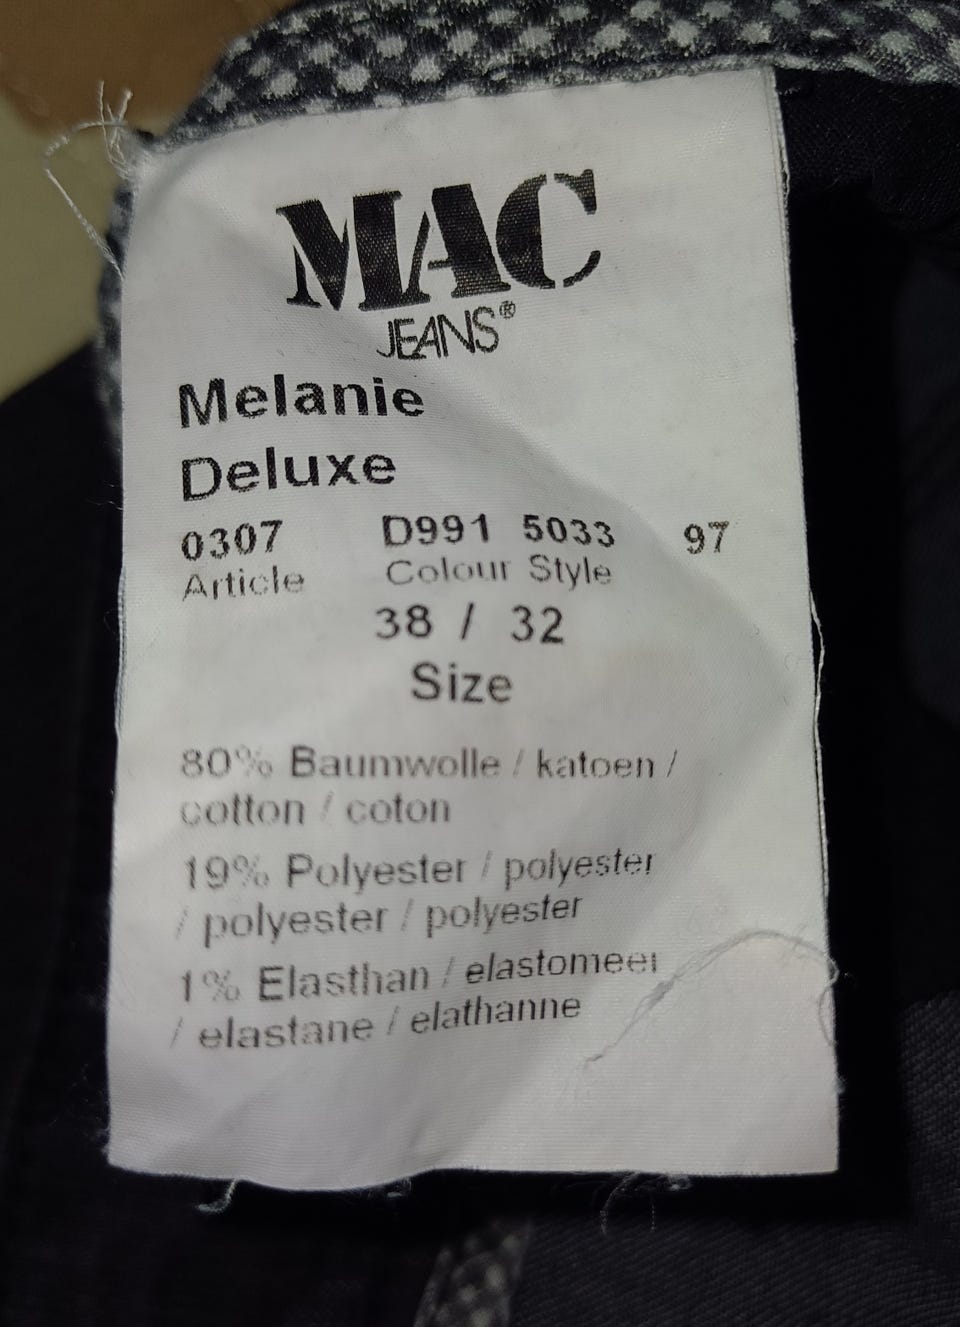 MAC
JEANS®
Melanie
Deluxe
0307 D991 5033 97
Article Colour Style
38 / 32
Size
80% Baumwolle / katoen /
cotton / coton
19% Polyester / polyester
/ polyester / polyester
1% Elasthan / elastomeer
/ elastane / elathanne